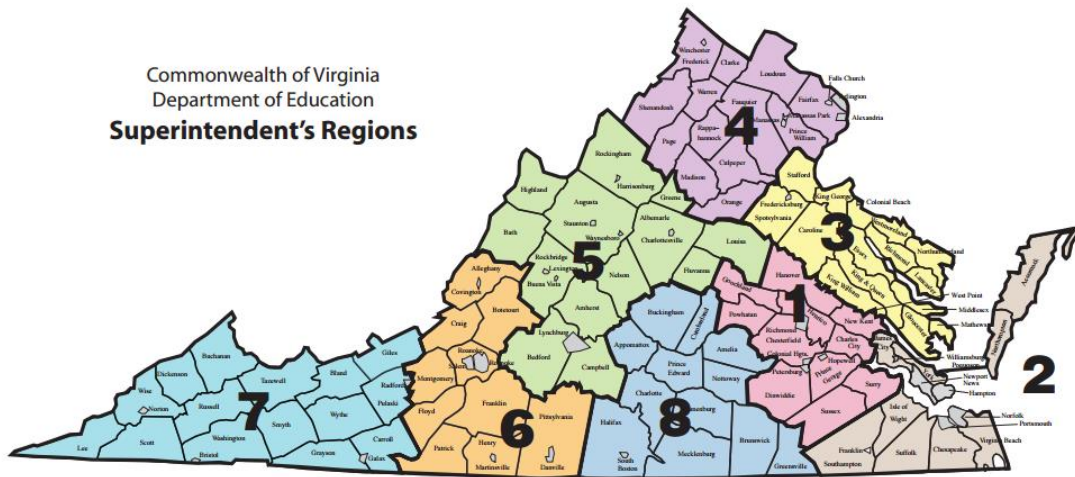 Commonwealth of Virginia
Department of Education
Superintendent's Regions
Winchester
Frederick
Clarke
Loudoun
Falls Church
Warren
Shenandoah
Fauquier
Fairfax
Alexandria
4
Manassas
Manassas Park
Rappa-
hannock
Prince
William
Page
Culpeper
Madison
Orange
Stafford
King George
Colonial Beach
Fredericksburg
Spotsylvania
Westmoreland
Caroline
3
Essex
Richmond
Northumberland
Lancaster
King & Queen
King William
West Point
Middlesex
Mathews
Gloucester
Rockingham
Harrisonburg
Highland
Augusta
Greene
Staunton
Albemarle
Bath
Waynesboro
Charlottesville
Louisa
Rockbridge
5
Lexington
Nelson
Buena Vista
Fluvanna
Amherst
Lynchburg
Bedford
Campbell
Hanover
Goochland
1
Powhatan
Henrico
New Kent
Richmond
Chesterfield
Charles
City
Colonial Hgts.
Hopewell
Petersburg
Prince
George
Dinwiddie
Surry
Sussex
James
City
Williamsburg
Poquoson
York
Newport
News
Hampton
Norfolk
Portsmouth
Accomack
Northampton
2
Isle of
Wight
Franklin
Southampton
Suffolk
Chesapeake
Virginia Beach
Alleghany
Covington
Craig
Botetourt
Roanoke
Salem
Montgomery
Floyd
Franklin
Pittsylvania
6
Patrick
Henry
Martinsville
Danville
Buckingham
Cumberland
Appomattox
Prince
Edward
Amelia
Nottoway
Charlotte
8
Halifax
South
Boston
Mecklenburg
Brunswick
Greensville
Giles
Buchanan
Dickenson
Bland
Tazewell
Radford
Wise
Pulaski
Norton
Russell
7
Wythe
Smyth
Lee
Scott
Washington
Carroll
Bristol
Grayson
Galax